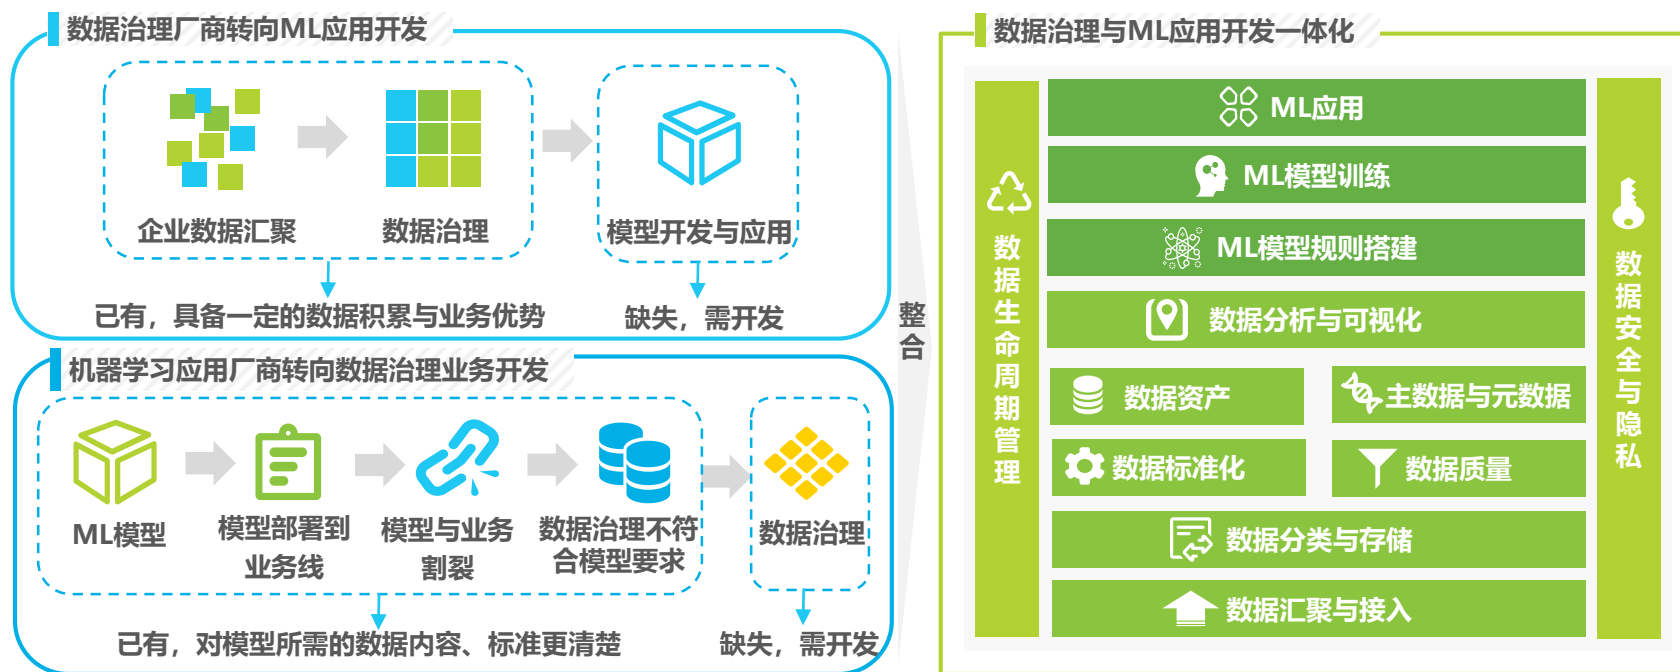 数据治理厂商转向ML应用开发
企业数据汇聚
数据治理
模型开发与应用
已有，具备一定的数据积累与业务优势
缺失，需开发
机器学习应用厂商转向数据治理业务开发
ML模型
模型部署到
业务线
模型与业务
割裂
数据治理不符
合模型要求
数据治理
已有，对模型所需的数据内容、标准更清楚
缺失，需开发
整合
数据治理与ML应用开发一体化
数据生命周期管理
ML应用
ML模型训练
ML模型规则搭建
数据分析与可视化
数据资产
主数据与元数据
数据标准化
数据质量
数据分类与存储
数据汇聚与接入
数据安全与隐私